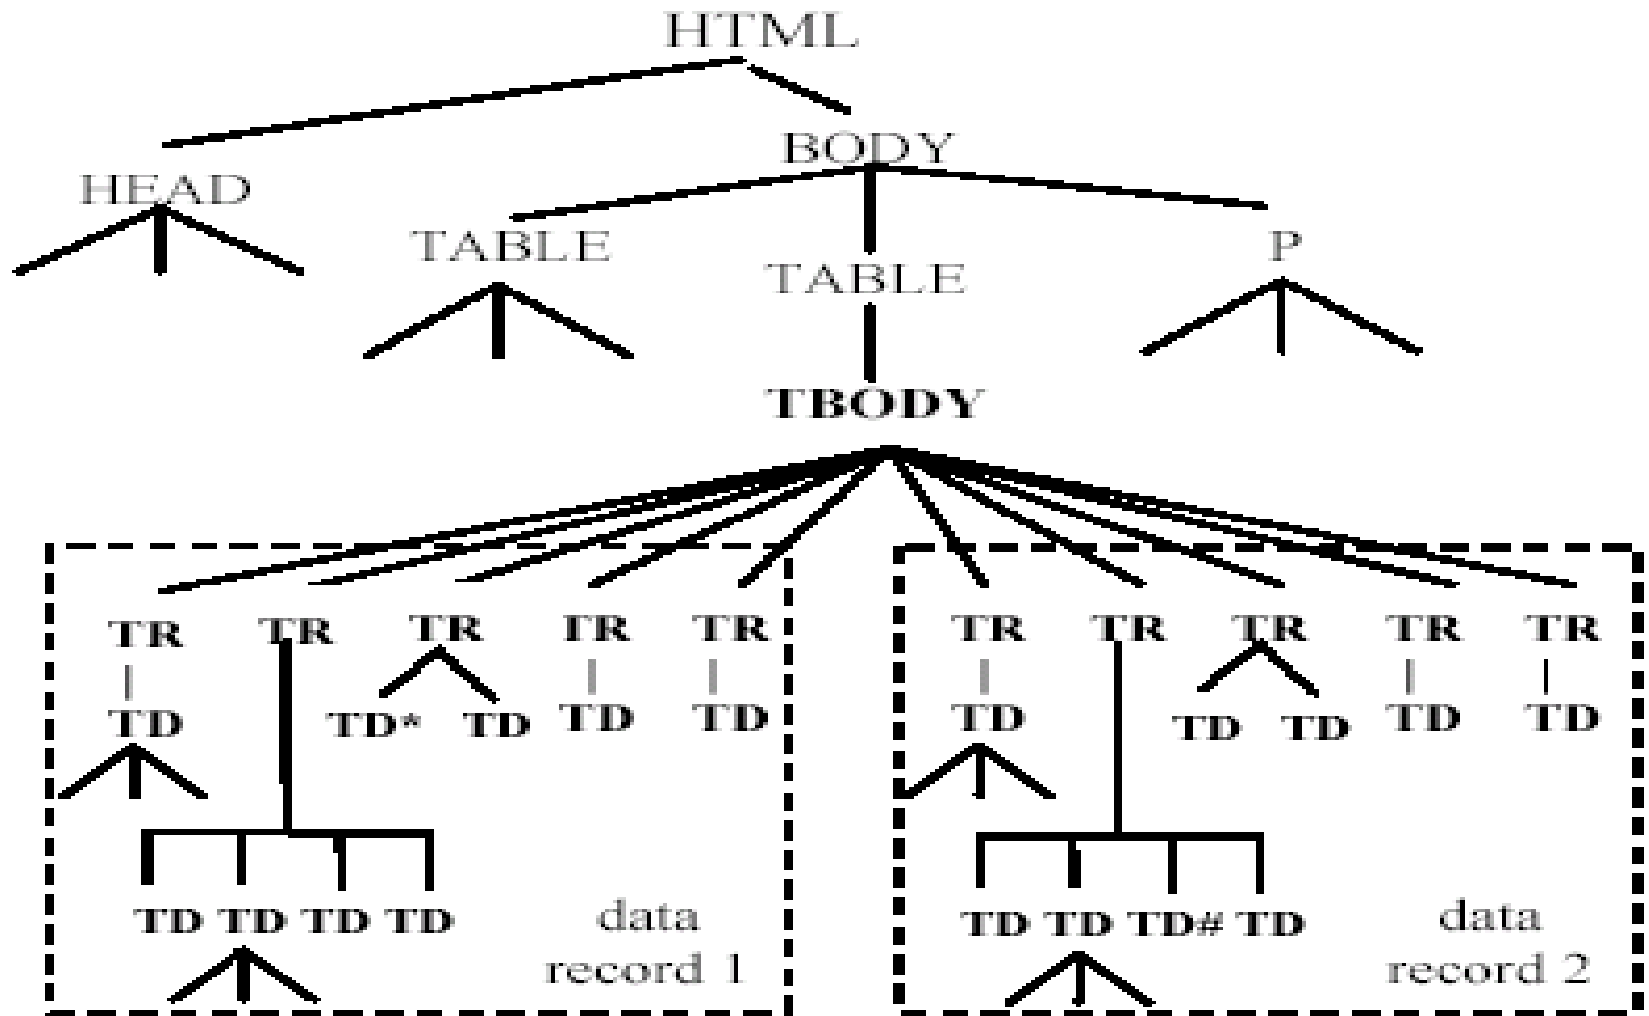 HTML
BODY
HEAD
TABLE
TABLE
P
TBODY
TR TR TR TR TR TR TR TR TR TR
TD TD* TD TD TD TD TD TD TD TD
TD
TD
TD TD TD TD
data
record 1
TD TD TD# TD
data
record 2